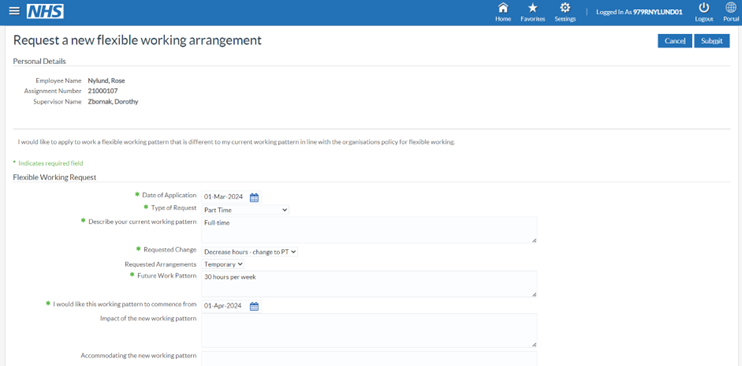 NHS
Home Favorites Settings Logged In As 979RNYLUND01 Logout Portal
Request a new flexible working arrangement
Cancel Submit
Personal Details
Employee Name Nylund, Rose
Assignment Number 21000107
Supervisor Name Zbornak, Dorothy
I would like to apply to work a flexible working pattern that is different to my current working pattern in line with the organisations policy for flexible working.
* Indicates required field
Flexible Working Request
* Date of Application 01-Mar-2024
* Type of Request Part Time
* Describe your current working pattern Full-time
* Requested Change Decrease hours - change to PT
Requested Arrangements Temporary
* Future Work Pattern 30 hours per week
* I would like this working pattern to commence from 01-Apr-2024
Impact of the new working pattern
Accommodating the new working pattern